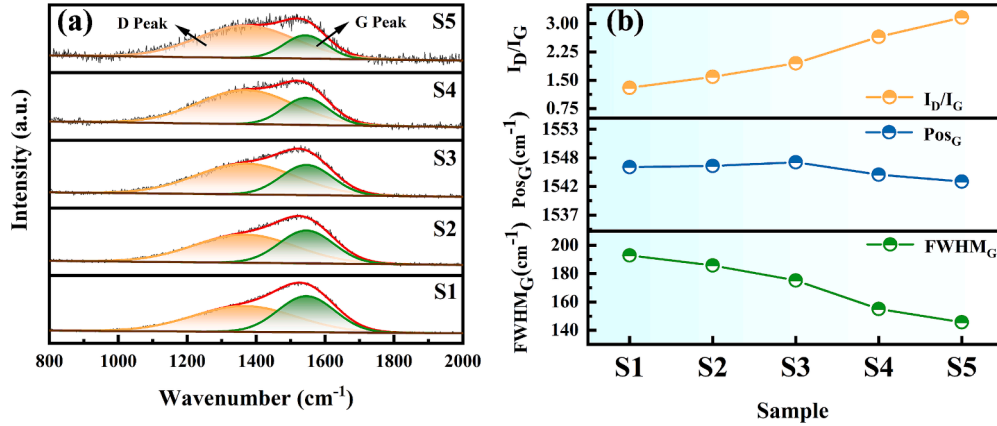 (a)
D Peak
G Peak
S5
S4
S3
S2
S1
Intensity (a.u.)
800 1000 1200 1400 1600 1800 2000
Wavenumber (cm⁻¹)
(b)
3.00
2.25
1.50
0.75
I_D/I_G
I_D/I_G
1553
1548
1542
1537
Pos_G(cm⁻¹)
Pos_G
200
180
160
140
FWHM_G(cm⁻¹)
FWHM_G
S1 S2 S3 S4 S5
Sample